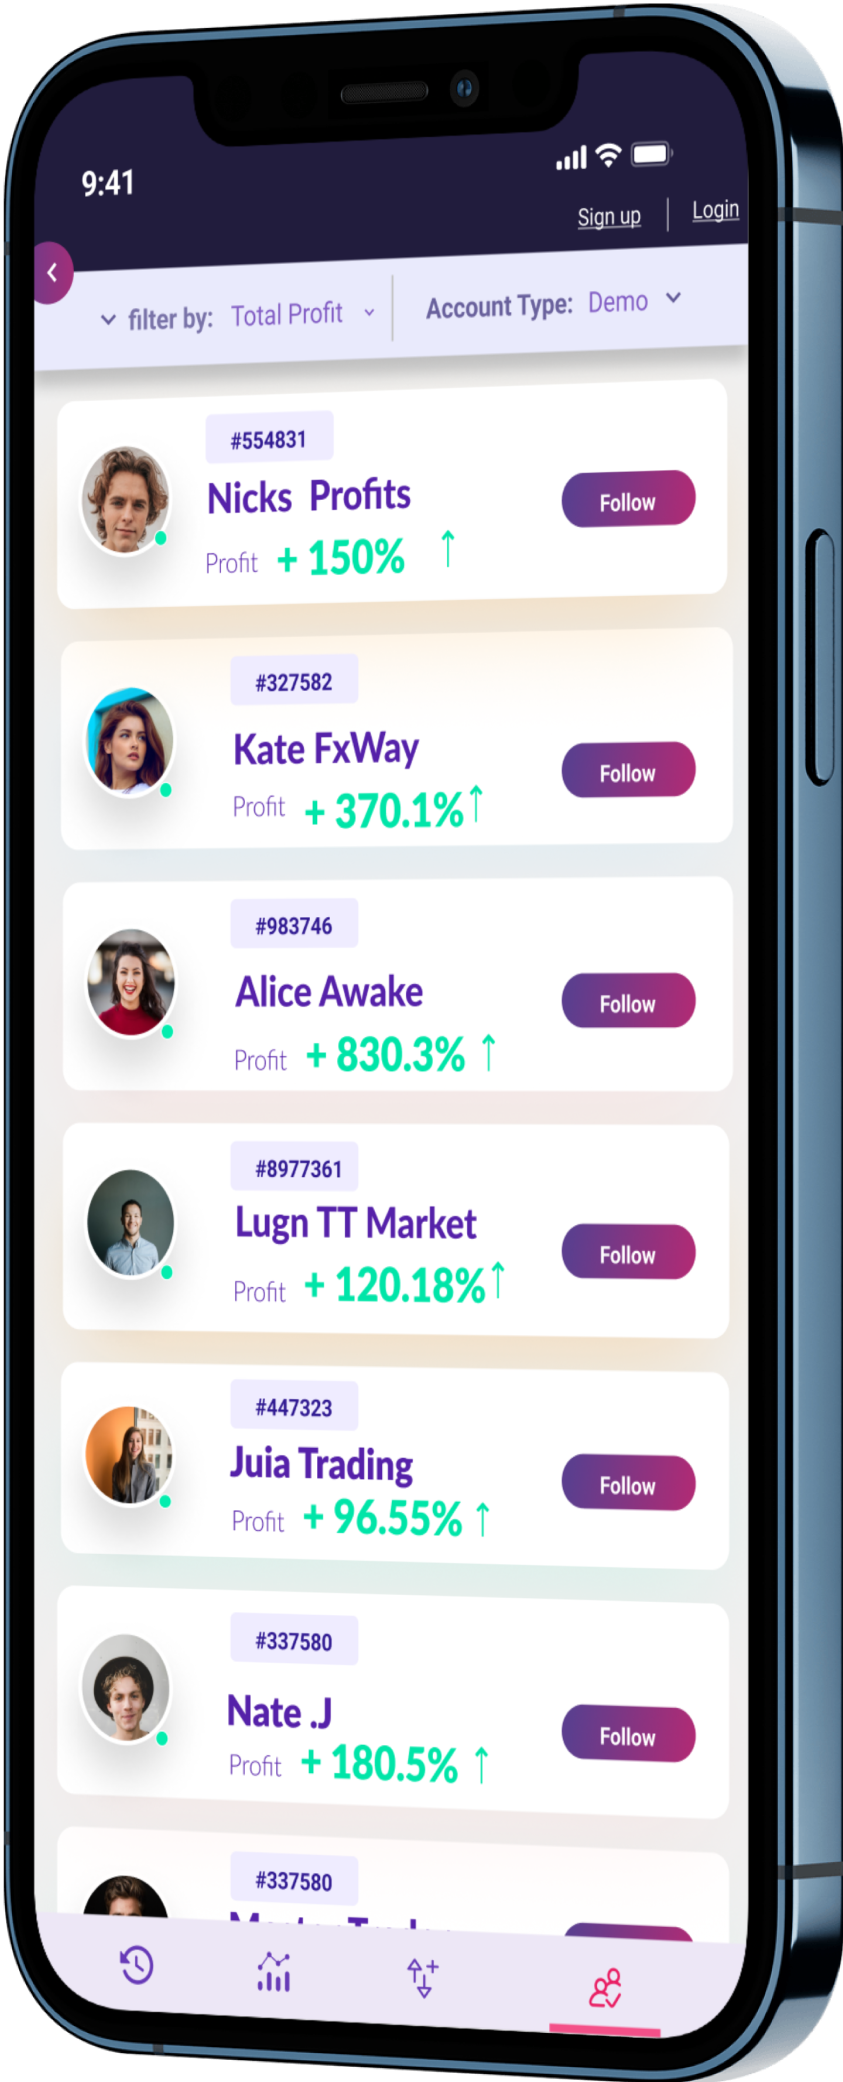 9:41
Sign up | Login
filter by: Total Profit Account Type: Demo
#554831
Nicks Profits
Follow
Profit + 150% ↑
#327582
Kate FxWay
Follow
Profit + 370.1% ↑
#983746
Alice Awake
Follow
Profit + 830.3% ↑
#8977361
Lugn TT Market
Follow
Profit + 120.18% ↑
#447323
Juia Trading
Follow
Profit + 96.55% ↑
#337580
Nate .J
Follow
Profit + 180.5% ↑
#337580